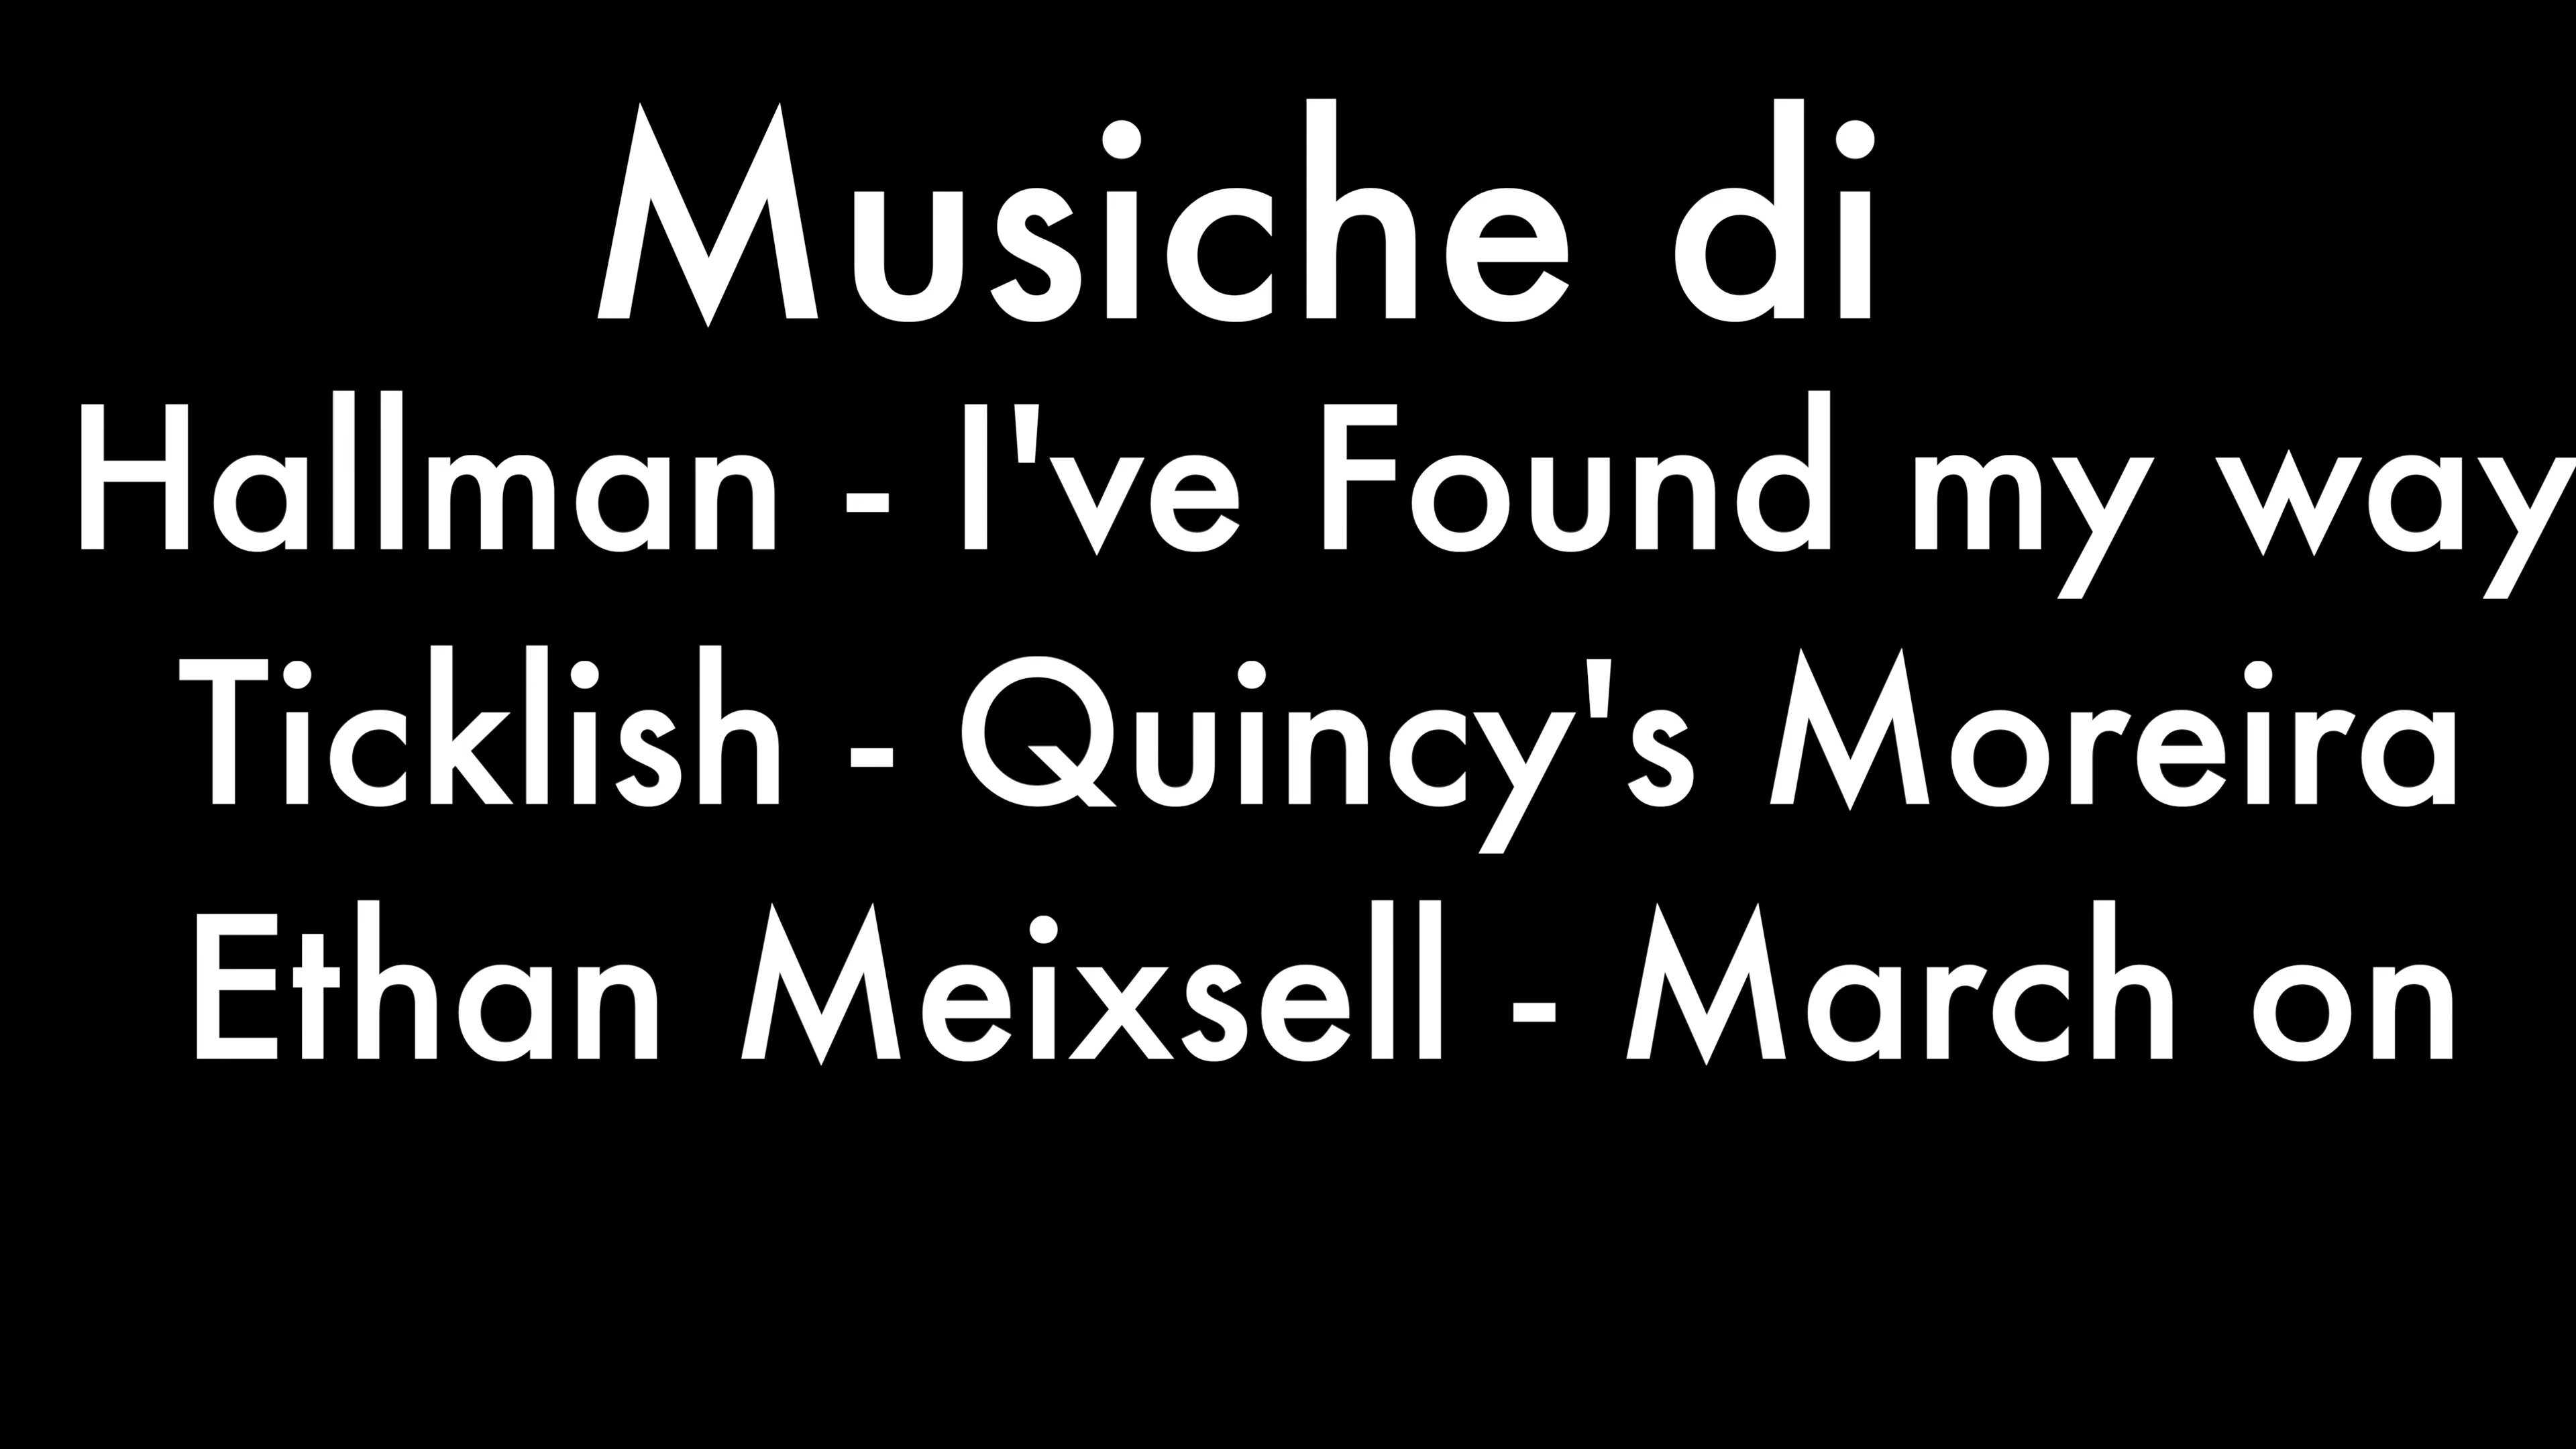 Musiche di
Hallman - I've Found my way
Ticklish - Quincy's Moreira
Ethan Meixsell - March on